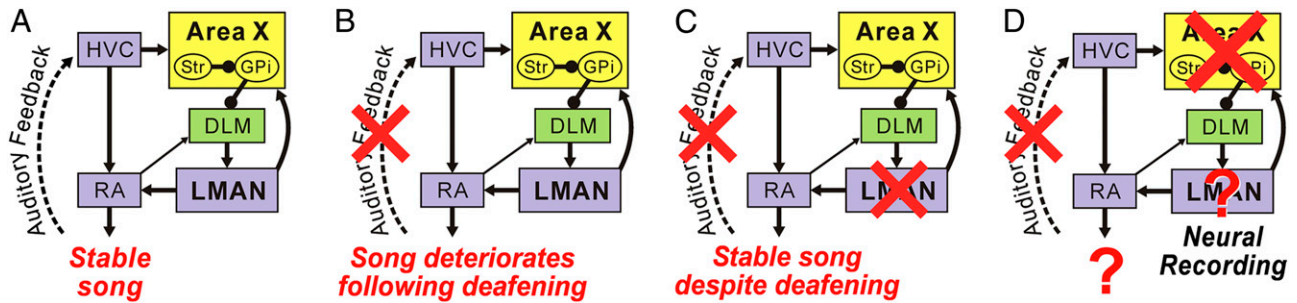 A
HVC
Area X
Str
GPi
DLM
RA
LMAN
Auditory Feedback
Stable
song
B
HVC
Area X
Str
GPi
DLM
RA
LMAN
Auditory Feedback
Song deteriorates
following deafening
C
HVC
Area X
Str
GPi
DLM
RA
LMAN
Auditory Feedback
Stable song
despite deafening
D
HVC
Area X
Str
GPi
DLM
RA
LMAN
?
Auditory Feedback
?
Neural
Recording